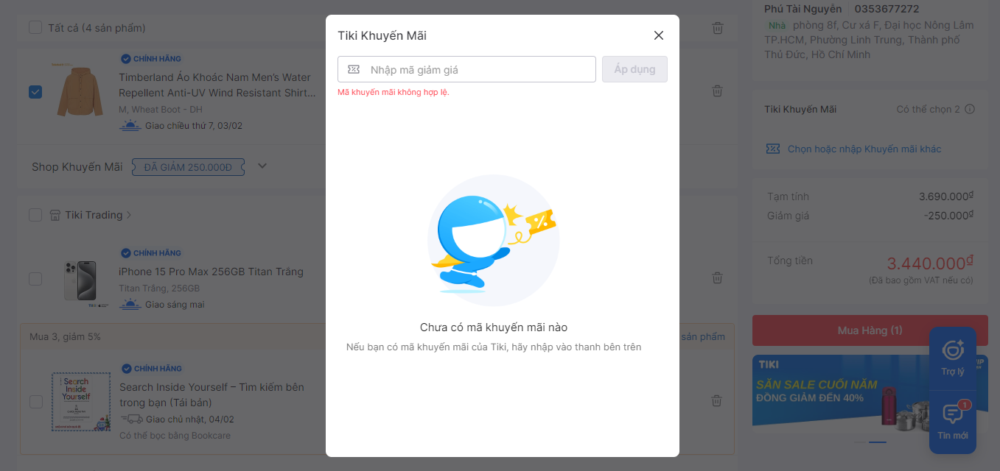 Tất cả (4 sản phẩm)
CHÍNH HÃNG
Timberland Áo Khoác Nam Men's Water
Repellent Anti-UV Wind Resistant Shirt...
M, Wheat Boot - DH
Giao chiều thứ 7, 03/02
Shop Khuyến Mãi
ĐÃ GIẢM 250.000Đ
Tiki Trading
CHÍNH HÃNG
iPhone 15 Pro Max 256GB Titan Trắng
Titan Trắng, 256GB
Giao sáng mai
Mua 3, giảm 5%
sản phẩm
CHÍNH HÃNG
Search Inside Yourself – Tìm kiếm bên
trong bạn (Tái bản)
Giao chủ nhật, 04/02
Có thể bọc bằng Bookcare
Search
Inside
Yourself
Tiki Khuyến Mãi
Nhập mã giảm giá
Áp dụng
Mã khuyến mãi không hợp lệ.
Chưa có mã khuyến mãi nào
Nếu bạn có mã khuyến mãi của Tiki, hãy nhập vào thanh bên trên
Phú Tài Nguyễn
0353677272
Nhà phòng 8f, Cư xá F, Đại học Nông Lâm
TP.HCM, Phường Linh Trung, Thành phố
Thủ Đức, Hồ Chí Minh
Tiki Khuyến Mãi
Có thể chọn 2
Chọn hoặc nhập Khuyến mãi khác
Tạm tính
3.690.000₫
Giảm giá
-250.000₫
Tổng tiền
3.440.000₫
(Đã bao gồm VAT nếu có)
Mua Hàng (1)
TIKI
SĂN SALE CUỐI NĂM
ĐỒNG GIẢM ĐẾN 40%
Trợ lý
1
Tin mới